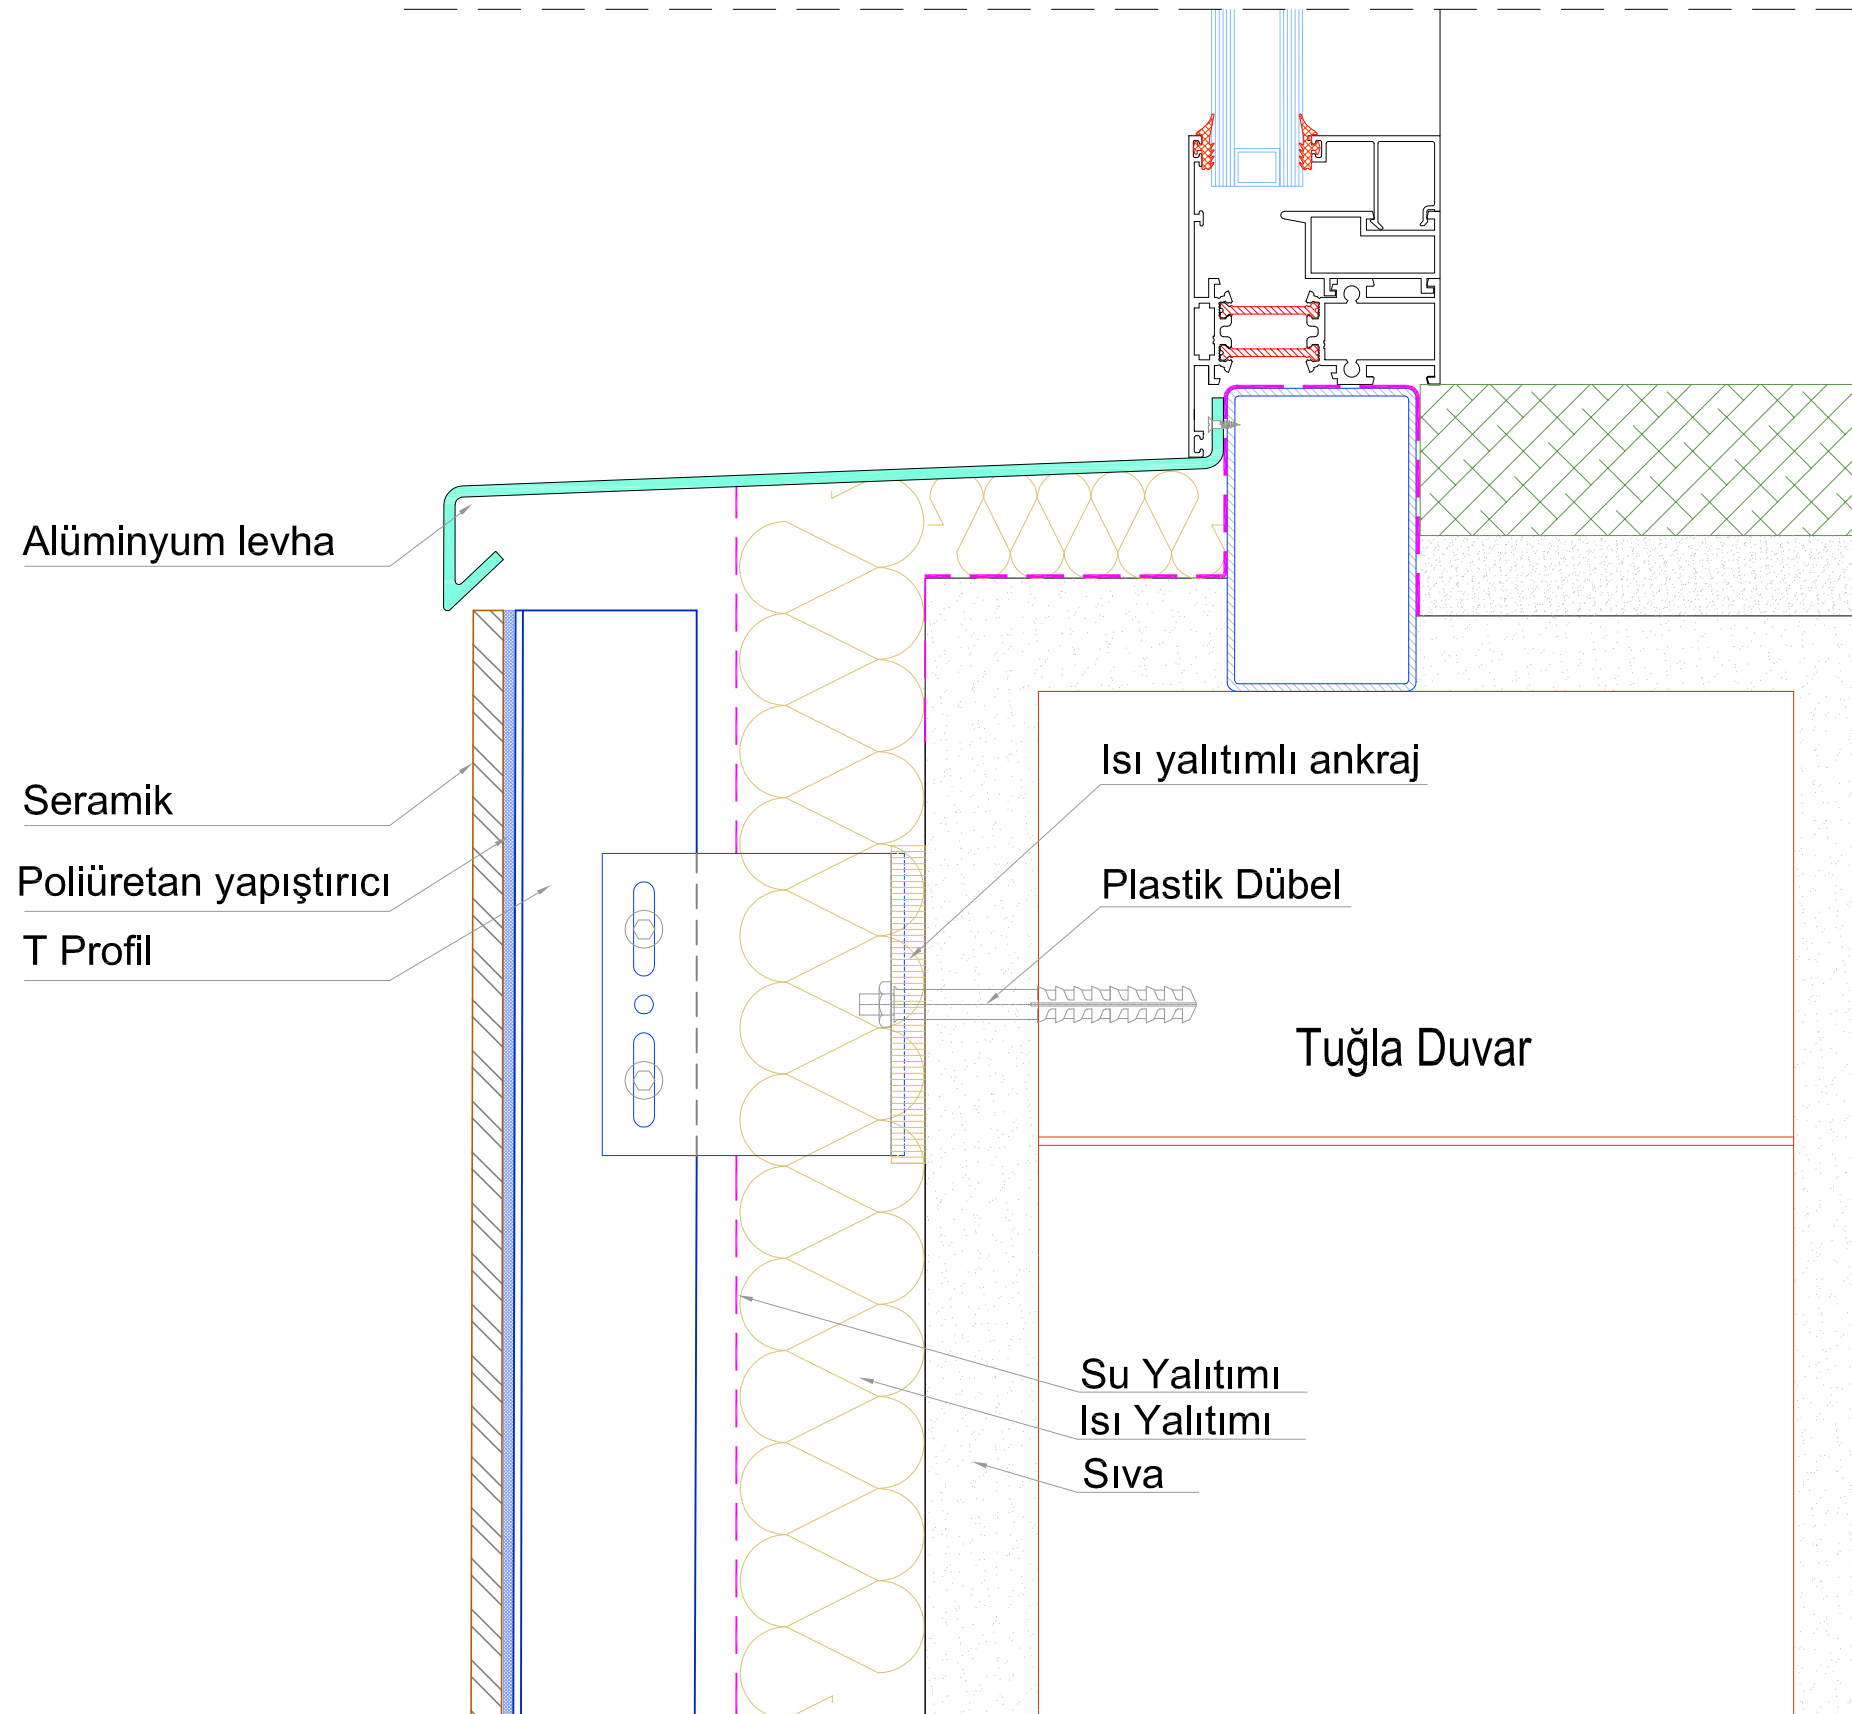 Alüminyum levha
Seramik
Poliüretan yapıştırıcı
T Profil
Isı yalıtımlı ankraj
Plastik Dübel
Tuğla Duvar
Su Yalıtımı
Isı Yalıtımı
Sıva